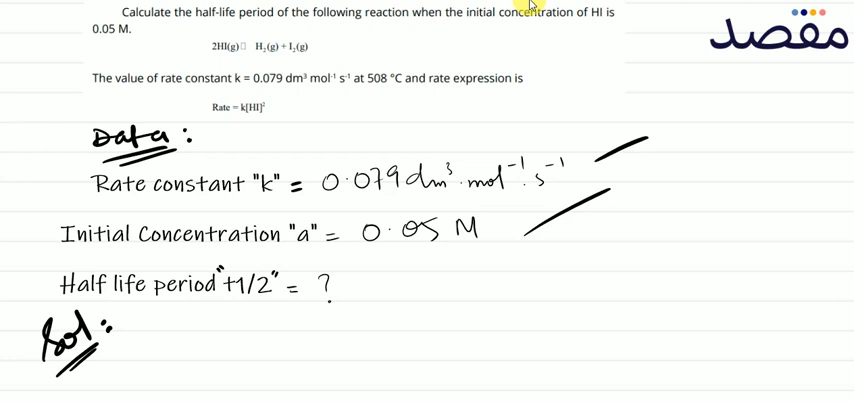 Calculate the half-life period of the following reaction when the initial concentration of HI is
0.05 M.
مقصد
2HI(g)□ H₂(g) + I₂(g)
The value of rate constant k = 0.079 dm³ mol⁻¹ s⁻¹ at 508 °C and rate expression is
Rate = k[HI]²
Data :
Rate constant "k" = 0.079 dm³. mol⁻¹. s⁻¹
Initial Concentration "a" = 0.05 M
Half life period "t1/2" = ?
Sol: